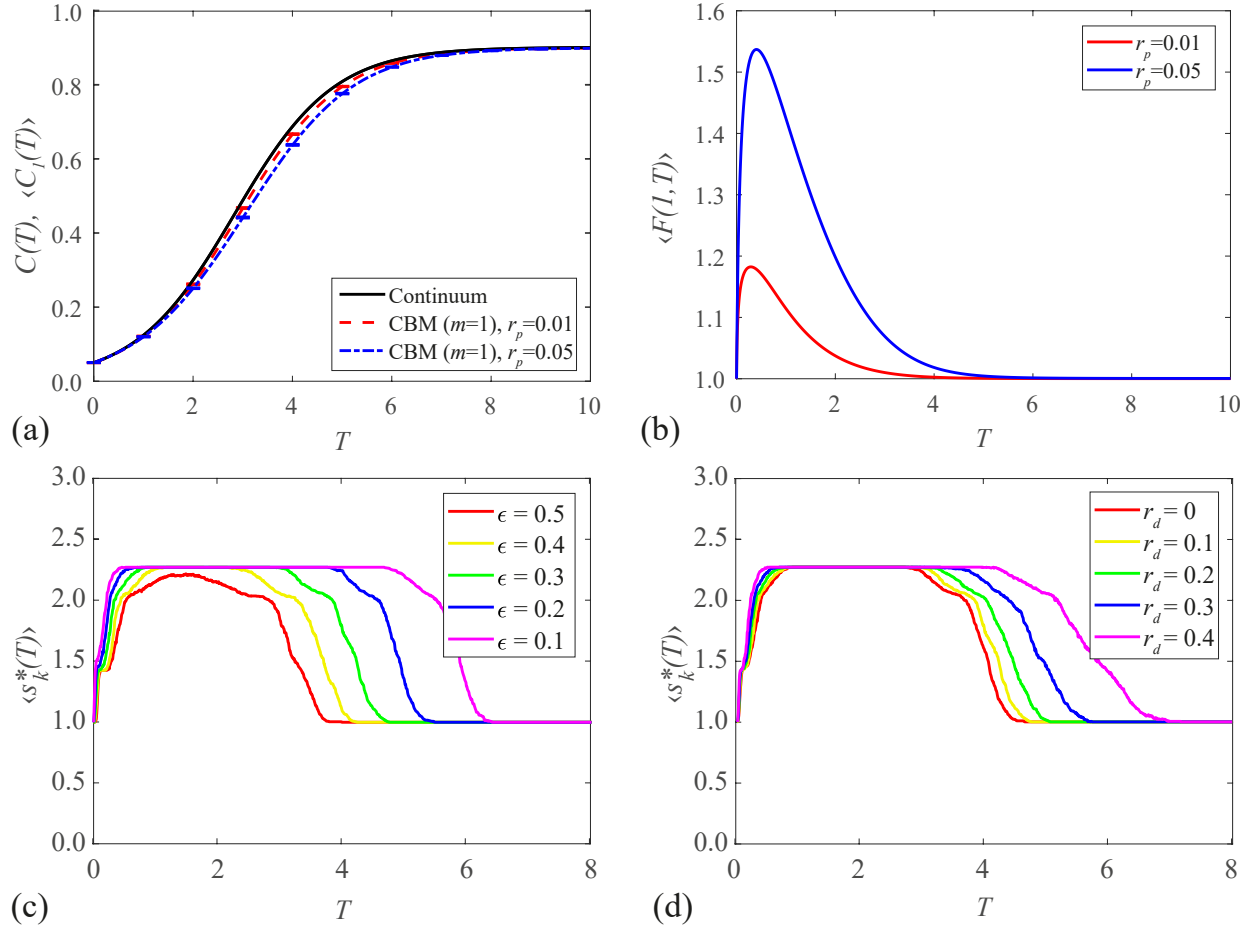 1.0
0.8
0.6
0.4
0.2
0.0
C(T), ‹C₁(T)›
Continuum
CBM (m=1), r_p=0.01
CBM (m=1), r_p=0.05
0 2 4 6 8 10
T
(a)
1.6
1.5
1.4
1.3
1.2
1.1
1.0
‹F(1,T)›
r_p=0.01
r_p=0.05
0 2 4 6 8 10
T
(b)
3.0
2.5
2.0
1.5
1.0
0.5
0.0
‹s*_k(T)›
ϵ = 0.5
ϵ = 0.4
ϵ = 0.3
ϵ = 0.2
ϵ = 0.1
0 2 4 6 8
T
(c)
3.0
2.5
2.0
1.5
1.0
0.5
0.0
‹s*_k(T)›
r_d = 0
r_d = 0.1
r_d = 0.2
r_d = 0.3
r_d = 0.4
0 2 4 6 8
T
(d)